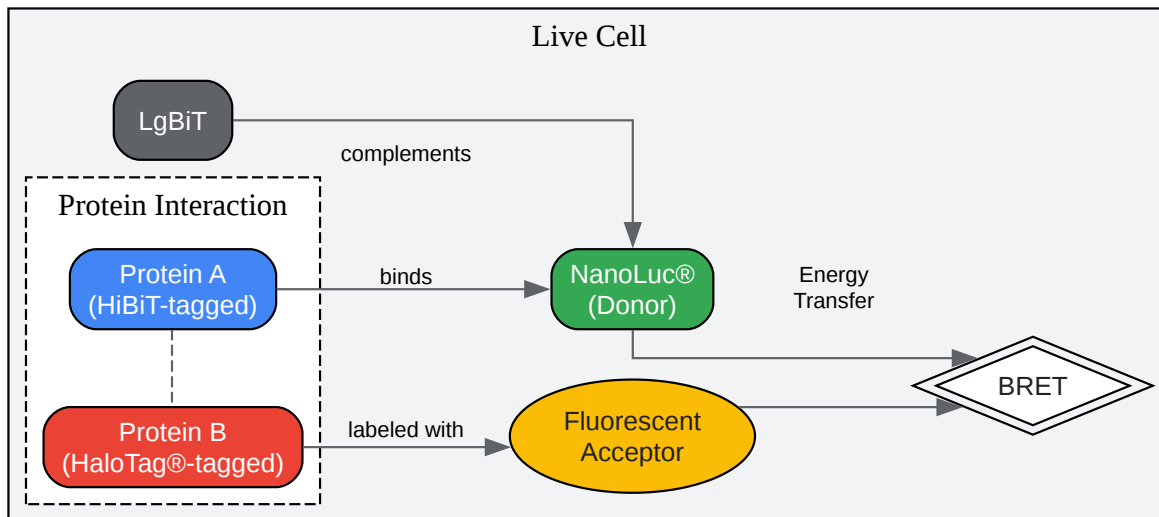 Live Cell
LgBiT
complements
Protein Interaction
Protein A
(HiBiT-tagged)
binds
NanoLuc®
(Donor)
Energy
Transfer
BRET
Protein B
(HaloTag®-tagged)
labeled with
Fluorescent
Acceptor